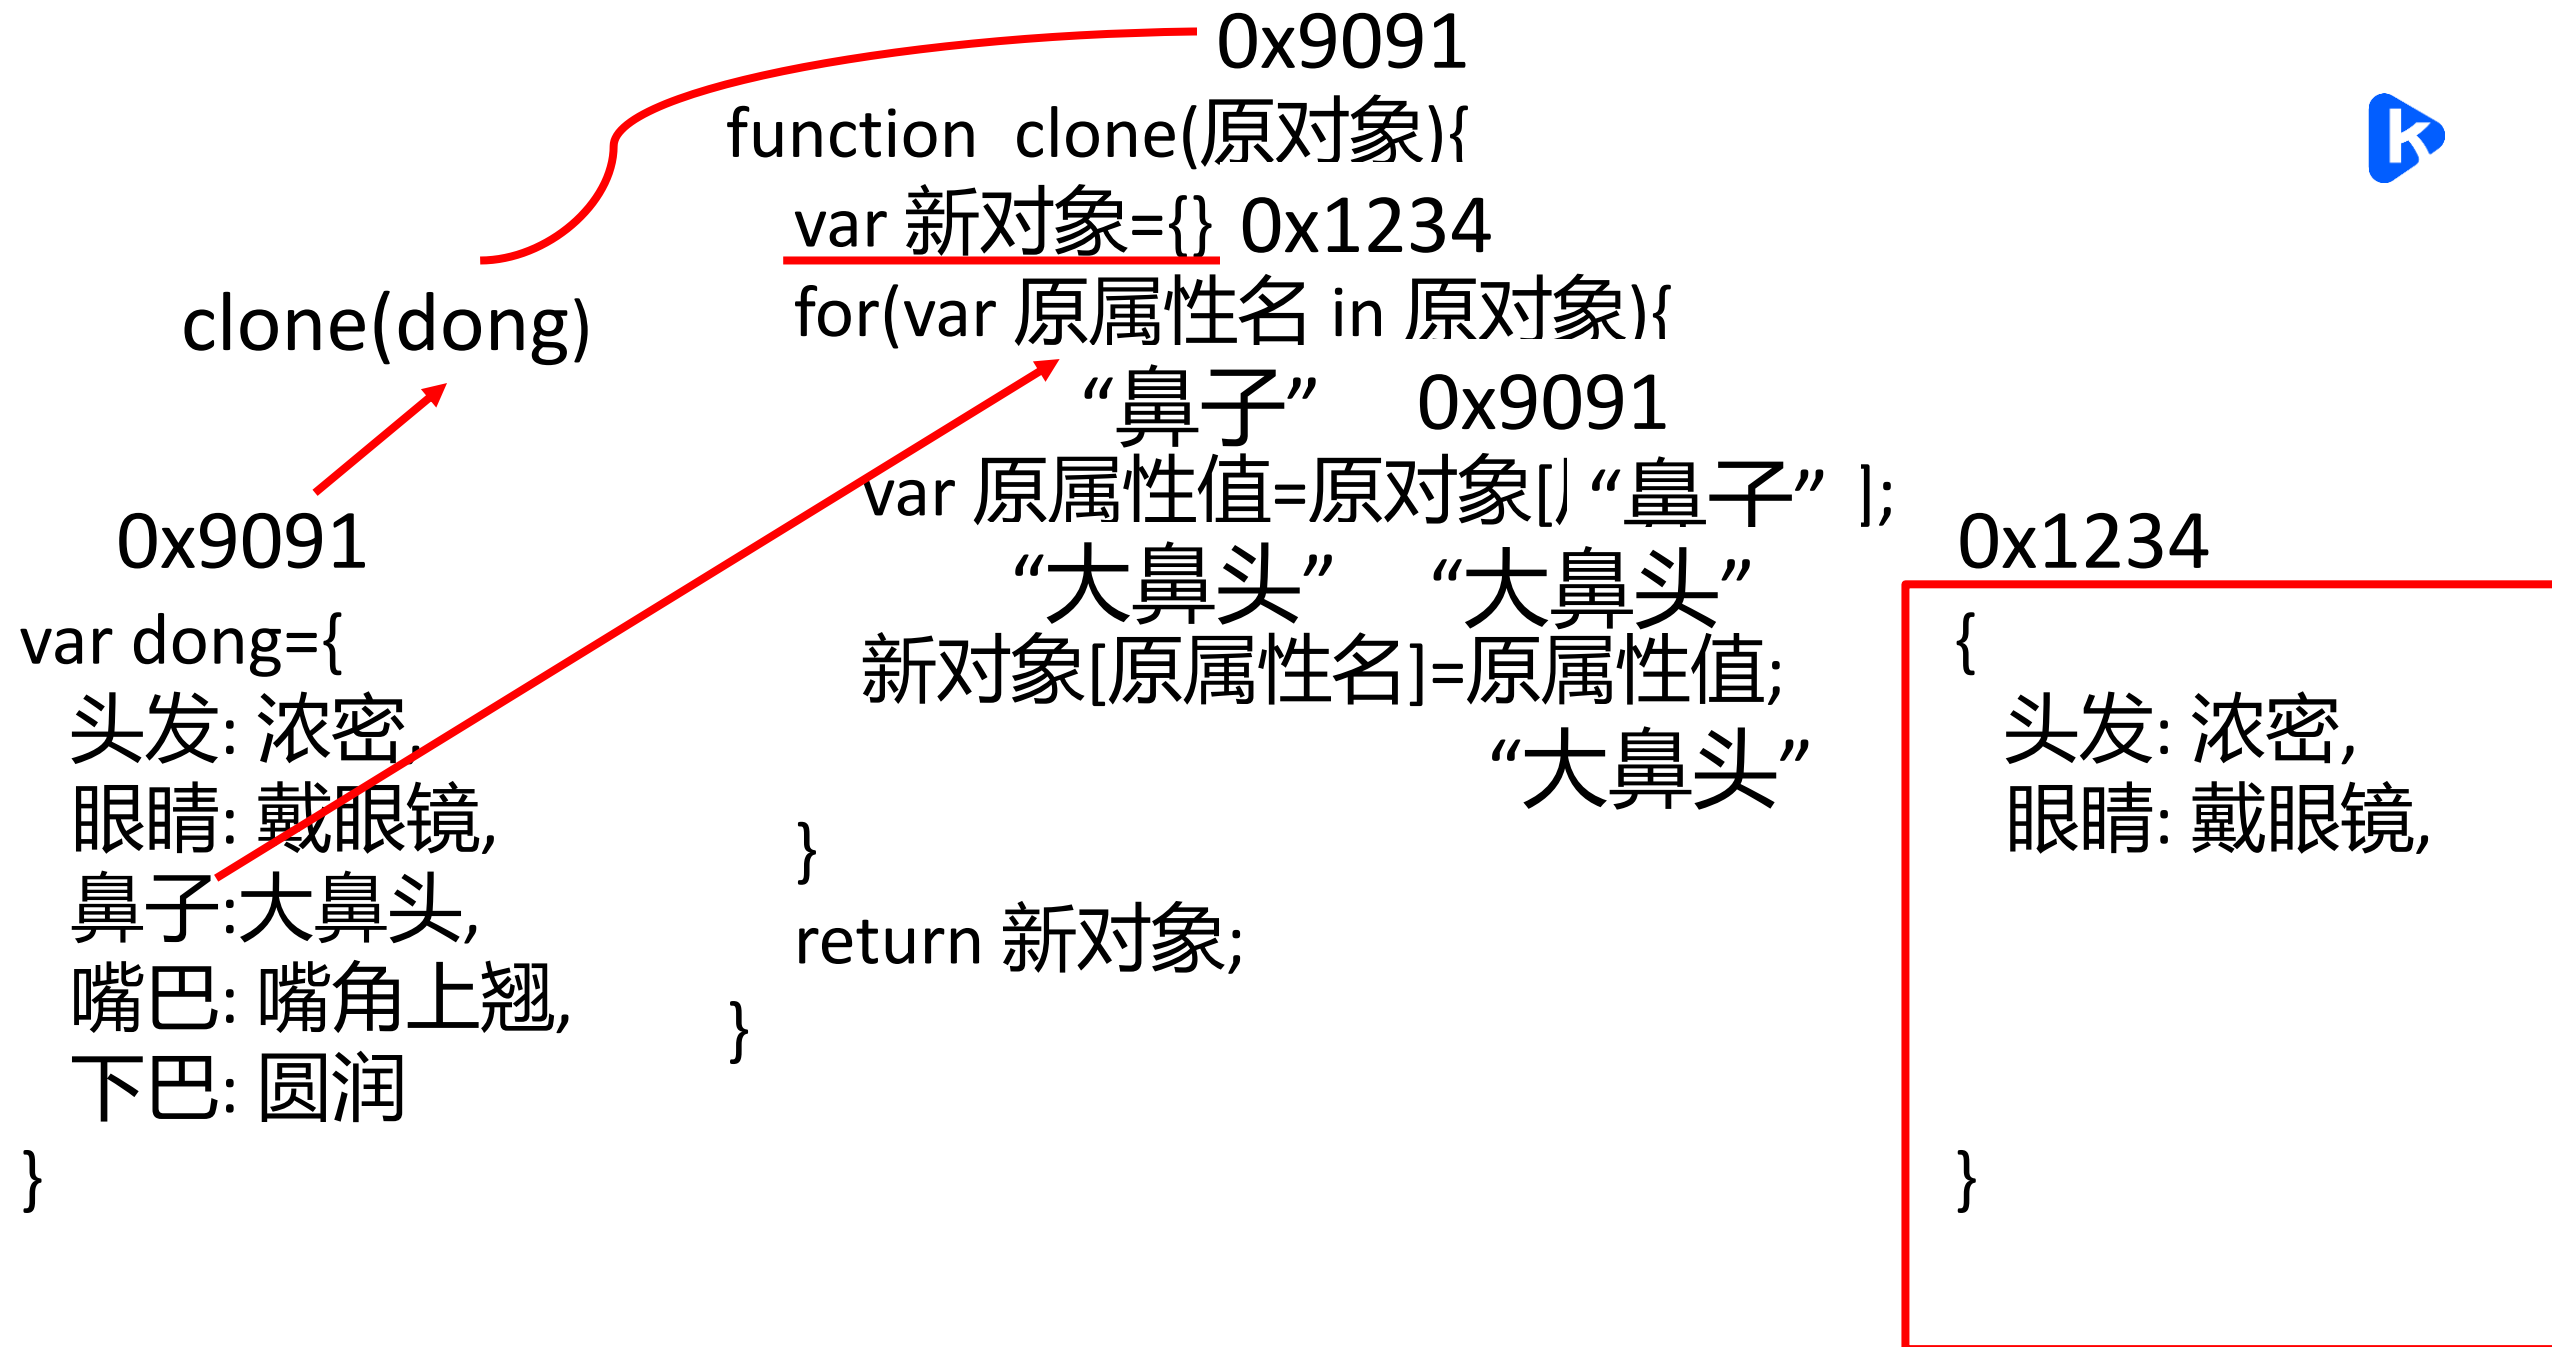 0x9091
function clone(原对象){
var 新对象={} 0x1234
for(var 原属性名 in 原对象){
“鼻子” 0x9091
var 原属性值=原对象[ “鼻子” ];
“大鼻头” “大鼻头”
新对象[原属性名]=原属性值;
“大鼻头”
}
return 新对象;
}
clone(dong)
0x9091
var dong={
头发: 浓密,
眼睛: 戴眼镜,
鼻子:大鼻头,
嘴巴: 嘴角上翘,
下巴: 圆润
}
0x1234
{
头发: 浓密,
眼睛: 戴眼镜,
}